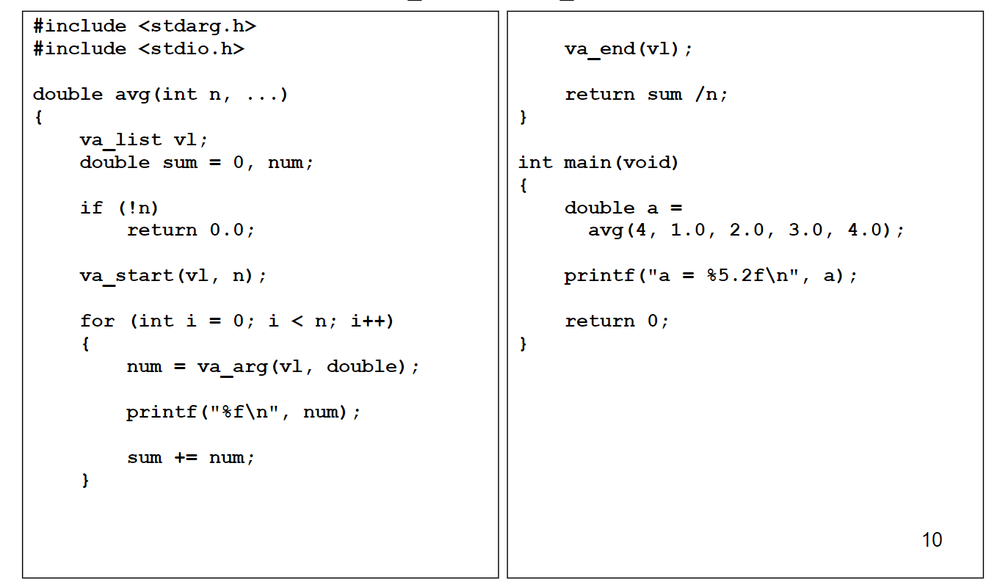 #include <stdarg.h>
#include <stdio.h>
double avg(int n, ...)
{
va_list vl;
double sum = 0, num;
if (!n)
return 0.0;
va_start(vl, n);
for (int i = 0; i < n; i++)
{
num = va_arg(vl, double);
printf("%f\n", num);
sum += num;
}
va_end(vl);
return sum /n;
}
int main(void)
{
double a =
avg(4, 1.0, 2.0, 3.0, 4.0);
printf("a = %5.2f\n", a);
return 0;
}
10